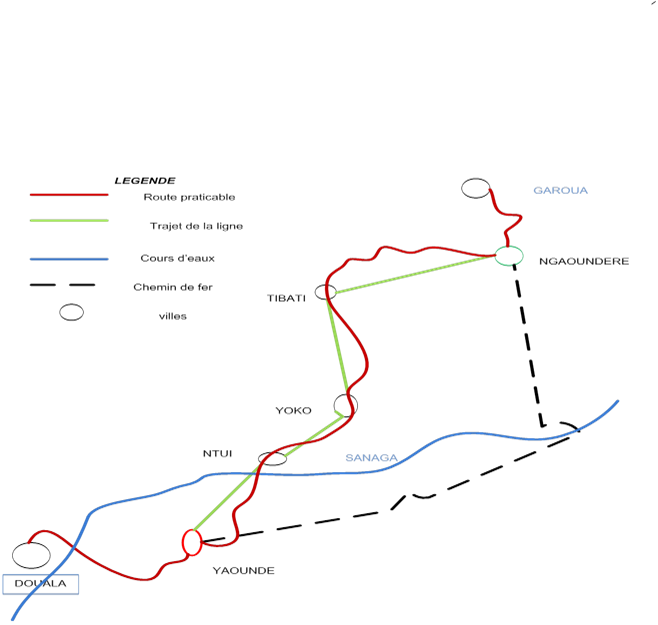 LEGENDE
Route praticable
Trajet de la ligne
Cours d'eaux
Chemin de fer
villes
GAROUA
NGAOUNDERE
TIBATI
YOKO
NTUI
SANAGA
YAOUNDE
DOUALA